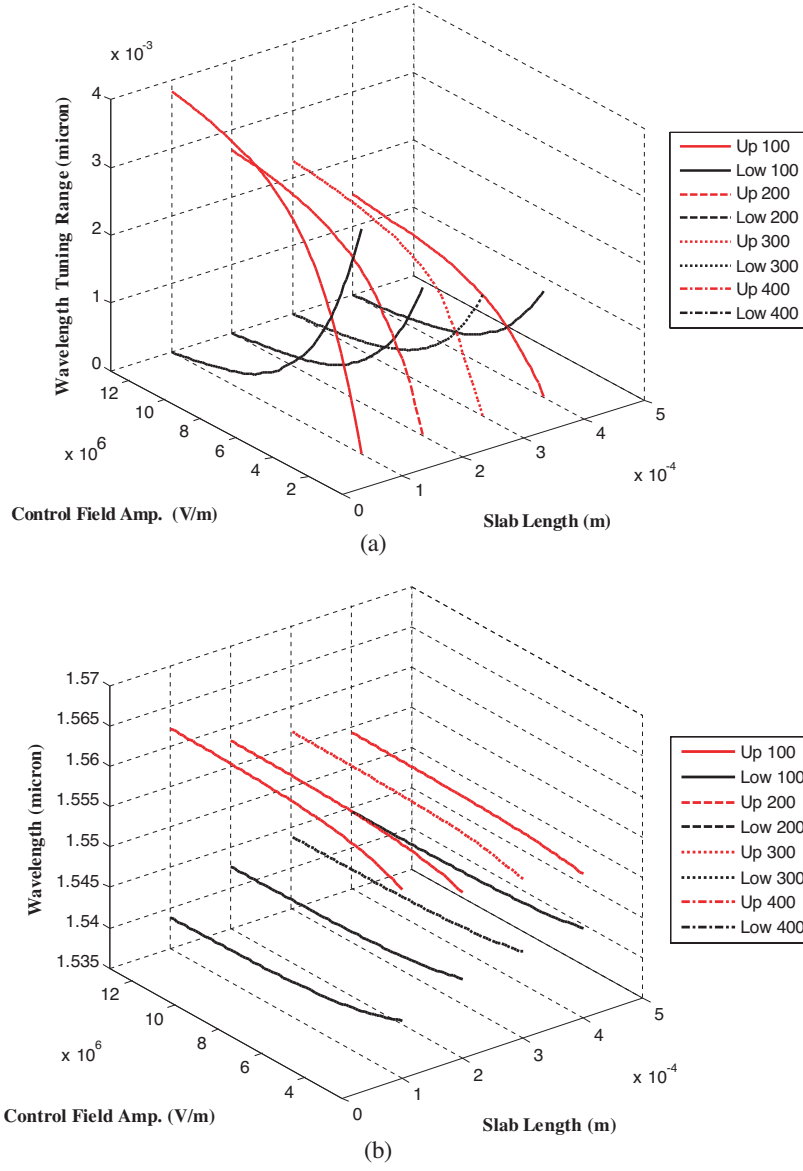 x 10⁻³
4
3
2
1
0
Wavelength Tuning Range (micron)
12
10
8
6
4
2
x 10⁶
Control Field Amp. (V/m)
0
1
2
3
4
5
x 10⁻⁴
Slab Length (m)
Up 100
Low 100
Up 200
Low 200
Up 300
Low 300
Up 400
Low 400
(a)
1.57
1.565
1.56
1.555
1.55
1.545
1.54
1.535
Wavelength (micron)
12
10
8
6
4
x 10⁶
Control Field Amp. (V/m)
0
1
2
3
4
5
x 10⁻⁴
Slab Length (m)
Up 100
Low 100
Up 200
Low 200
Up 300
Low 300
Up 400
Low 400
(b)